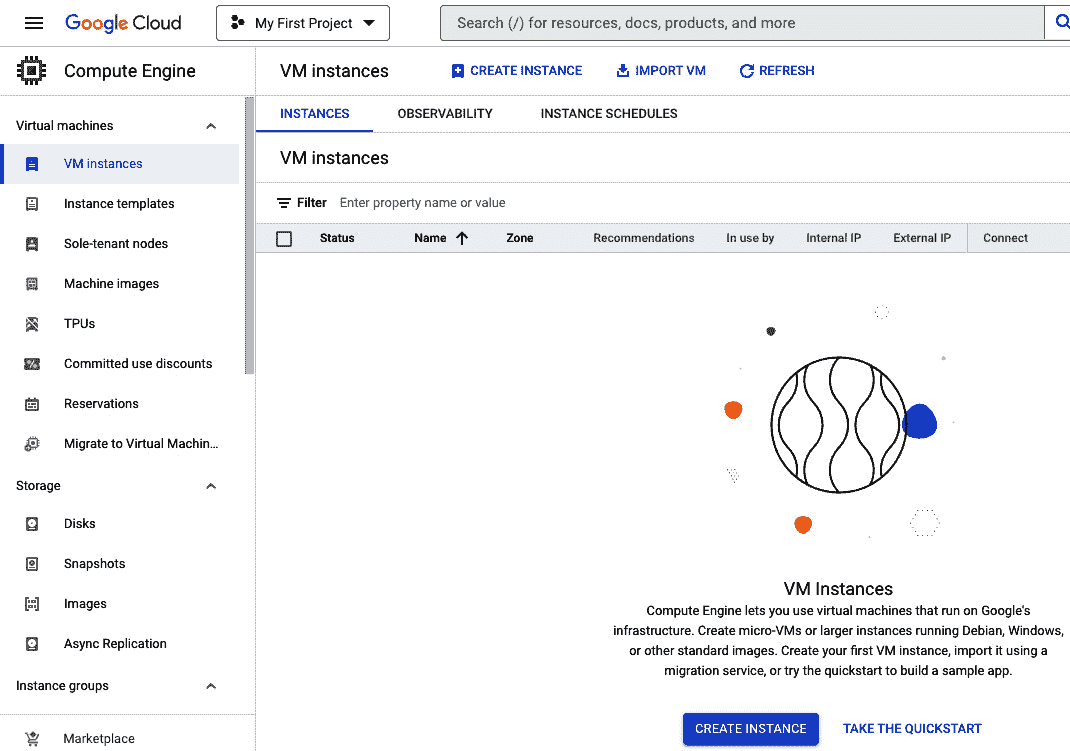 Google Cloud
My First Project
Search (/) for resources, docs, products, and more
Compute Engine
VM instances
CREATE INSTANCE
IMPORT VM
REFRESH
INSTANCES
OBSERVABILITY
INSTANCE SCHEDULES
Virtual machines
VM instances
Instance templates
Sole-tenant nodes
Machine images
TPUs
Committed use discounts
Reservations
Migrate to Virtual Machin...
Storage
Disks
Snapshots
Images
Async Replication
Instance groups
Marketplace
VM instances
Filter Enter property name or value
Status Name Zone Recommendations In use by Internal IP External IP Connect
VM Instances
Compute Engine lets you use virtual machines that run on Google's
infrastructure. Create micro-VMs or larger instances running Debian, Windows,
or other standard images. Create your first VM instance, import it using a
migration service, or try the quickstart to build a sample app.
CREATE INSTANCE
TAKE THE QUICKSTART